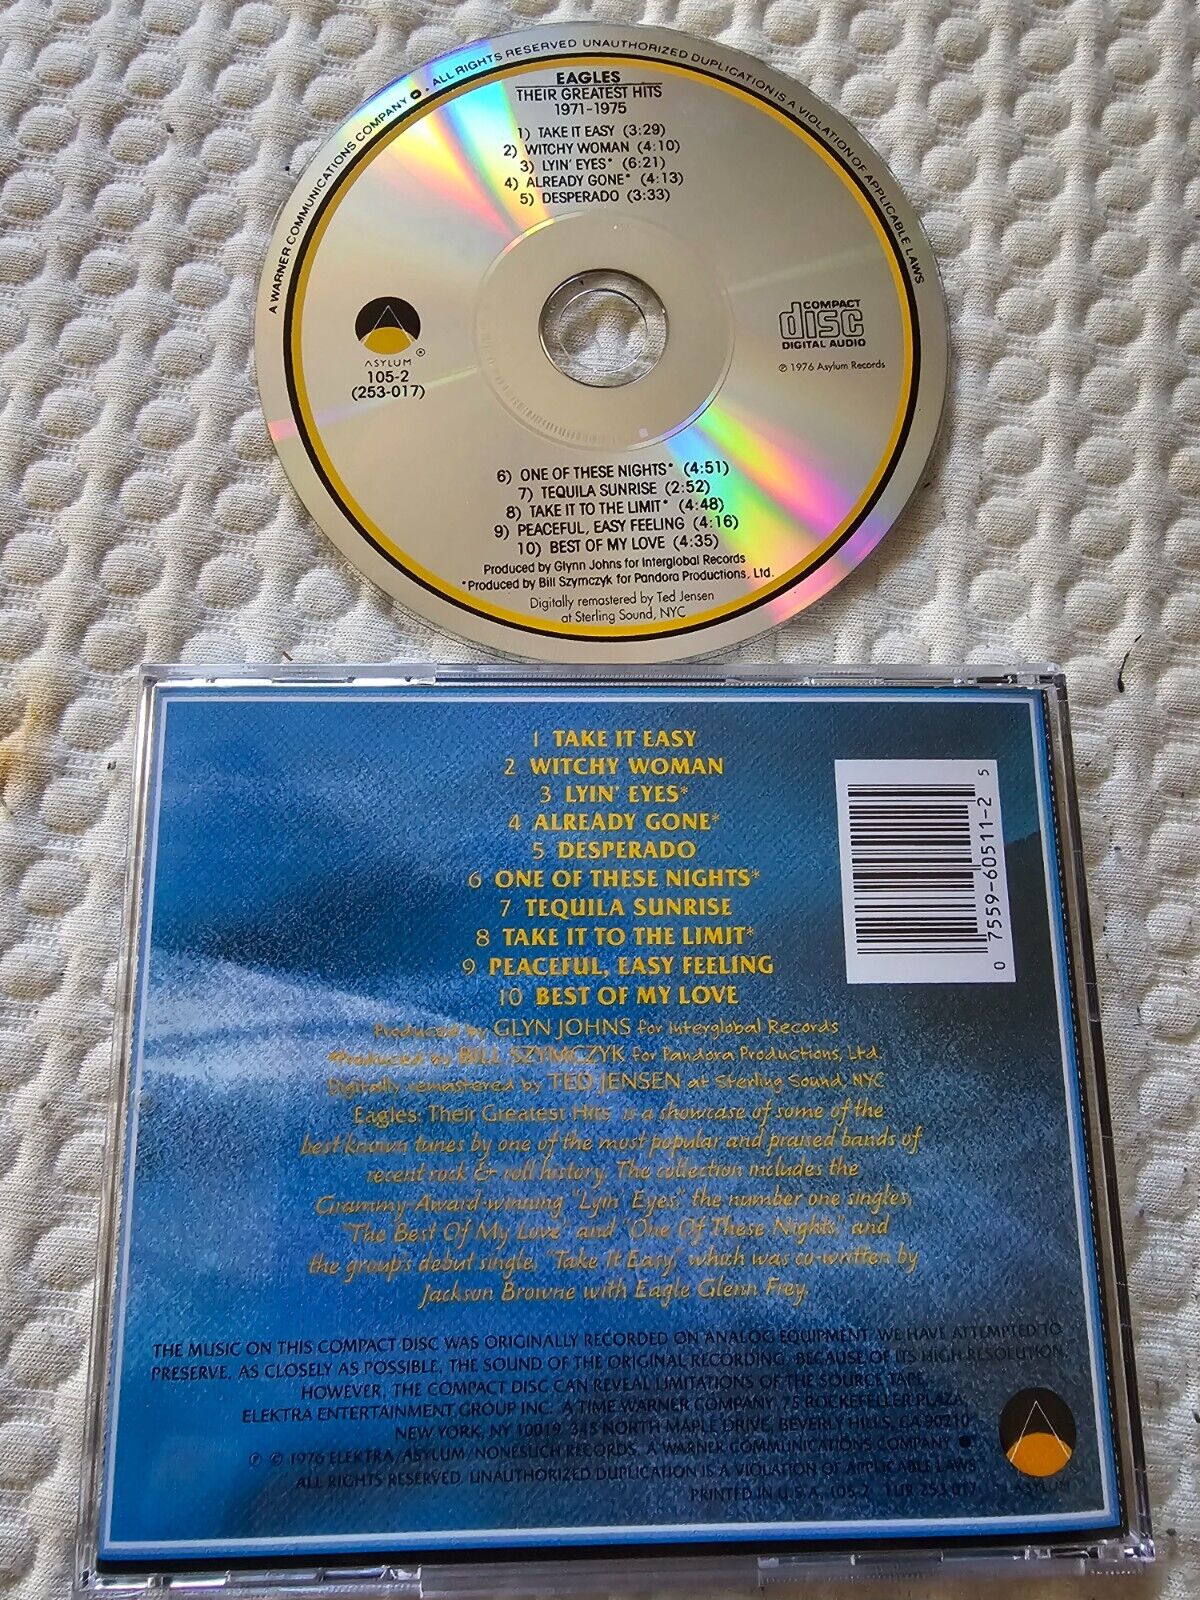 A WARNER COMMUNICATIONS COMPANY - ALL RIGHTS RESERVED UNAUTHORIZED DUPLICATION IS A VIOLATION OF APPLICABLE LAWS
EAGLES
THEIR GREATEST HITS
1971-1975
1) TAKE IT EASY (3:29)
2) WITCHY WOMAN (4:10)
3) LYIN' EYES* (6:21)
4) ALREADY GONE* (4:13)
5) DESPERADO (3:33)
ASYLUM ®
105-2
(253-017)
COMPACT
disc
DIGITAL AUDIO
℗ 1976 Asylum Records
6) ONE OF THESE NIGHTS* (4:51)
7) TEQUILA SUNRISE (2:52)
8) TAKE IT TO THE LIMIT* (4:48)
9) PEACEFUL, EASY FEELING (4:16)
10) BEST OF MY LOVE (4:35)
Produced by Glynn Johns for Interglobal Records
*Produced by Bill Szymczyk for Pandora Productions, Ltd.
Digitally remastered by Ted Jensen
at Sterling Sound, NYC
1 TAKE IT EASY
2 WITCHY WOMAN
3 LYIN' EYES*
4 ALREADY GONE*
5 DESPERADO
6 ONE OF THESE NIGHTS*
7 TEQUILA SUNRISE
8 TAKE IT TO THE LIMIT*
9 PEACEFUL, EASY FEELING
10 BEST OF MY LOVE
0 7559-60511-2 5
Produced by GLYN JOHNS for Interglobal Records
*Produced by BILL SZYMCZYK for Pandora Productions, Ltd.
Digitally remastered by TED JENSEN at Sterling Sound, NYC
Eagles: Their Greatest Hits is a showcase of some of the
best known tunes by one of the most popular and praised bands of
recent rock & roll history. The collection includes the
Grammy-Award-winning "Lyin' Eyes," the number one singles,
"The Best Of My Love" and "One Of These Nights," and
the group's debut single, "Take It Easy," which was co-written by
Jackson Browne with Eagle Glenn Frey.
THE MUSIC ON THIS COMPACT DISC WAS ORIGINALLY RECORDED ON ANALOG EQUIPMENT. WE HAVE ATTEMPTED TO
PRESERVE, AS CLOSELY AS POSSIBLE, THE SOUND OF THE ORIGINAL RECORDING. BECAUSE OF ITS HIGH RESOLUTION,
HOWEVER, THE COMPACT DISC CAN REVEAL LIMITATIONS OF THE SOURCE TAPE.
ELEKTRA ENTERTAINMENT GROUP INC. A TIME WARNER COMPANY. 75 ROCKEFELLER PLAZA,
NEW YORK, NY 10019. 345 NORTH MAPLE DRIVE, BEVERLY HILLS, CA 90210
℗ © 1976 ELEKTRA/ASYLUM/NONESUCH RECORDS. A WARNER COMMUNICATIONS COMPANY
ALL RIGHTS RESERVED. UNAUTHORIZED DUPLICATION IS A VIOLATION OF APPLICABLE LAWS
PRINTED IN U.S.A. 105-2 EUR 253 017
ASYLUM